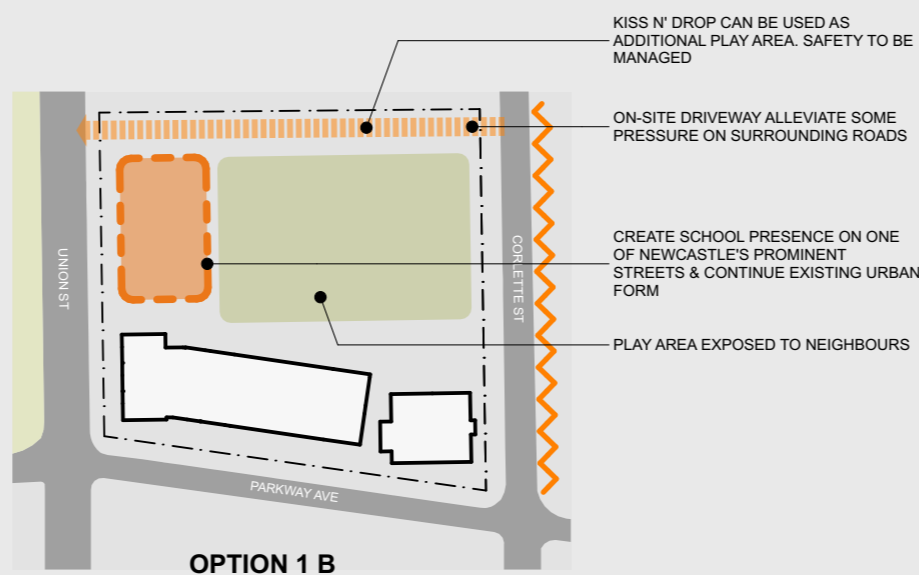 KISS N' DROP CAN BE USED AS
ADDITIONAL PLAY AREA. SAFETY TO BE
MANAGED
ON-SITE DRIVEWAY ALLEVIATE SOME
PRESSURE ON SURROUNDING ROADS
CREATE SCHOOL PRESENCE ON ONE
OF NEWCASTLE'S PROMINENT
STREETS & CONTINUE EXISTING URBAN
FORM
PLAY AREA EXPOSED TO NEIGHBOURS
UNION ST
CORLETTE ST
PARKWAY AVE
OPTION 1 B